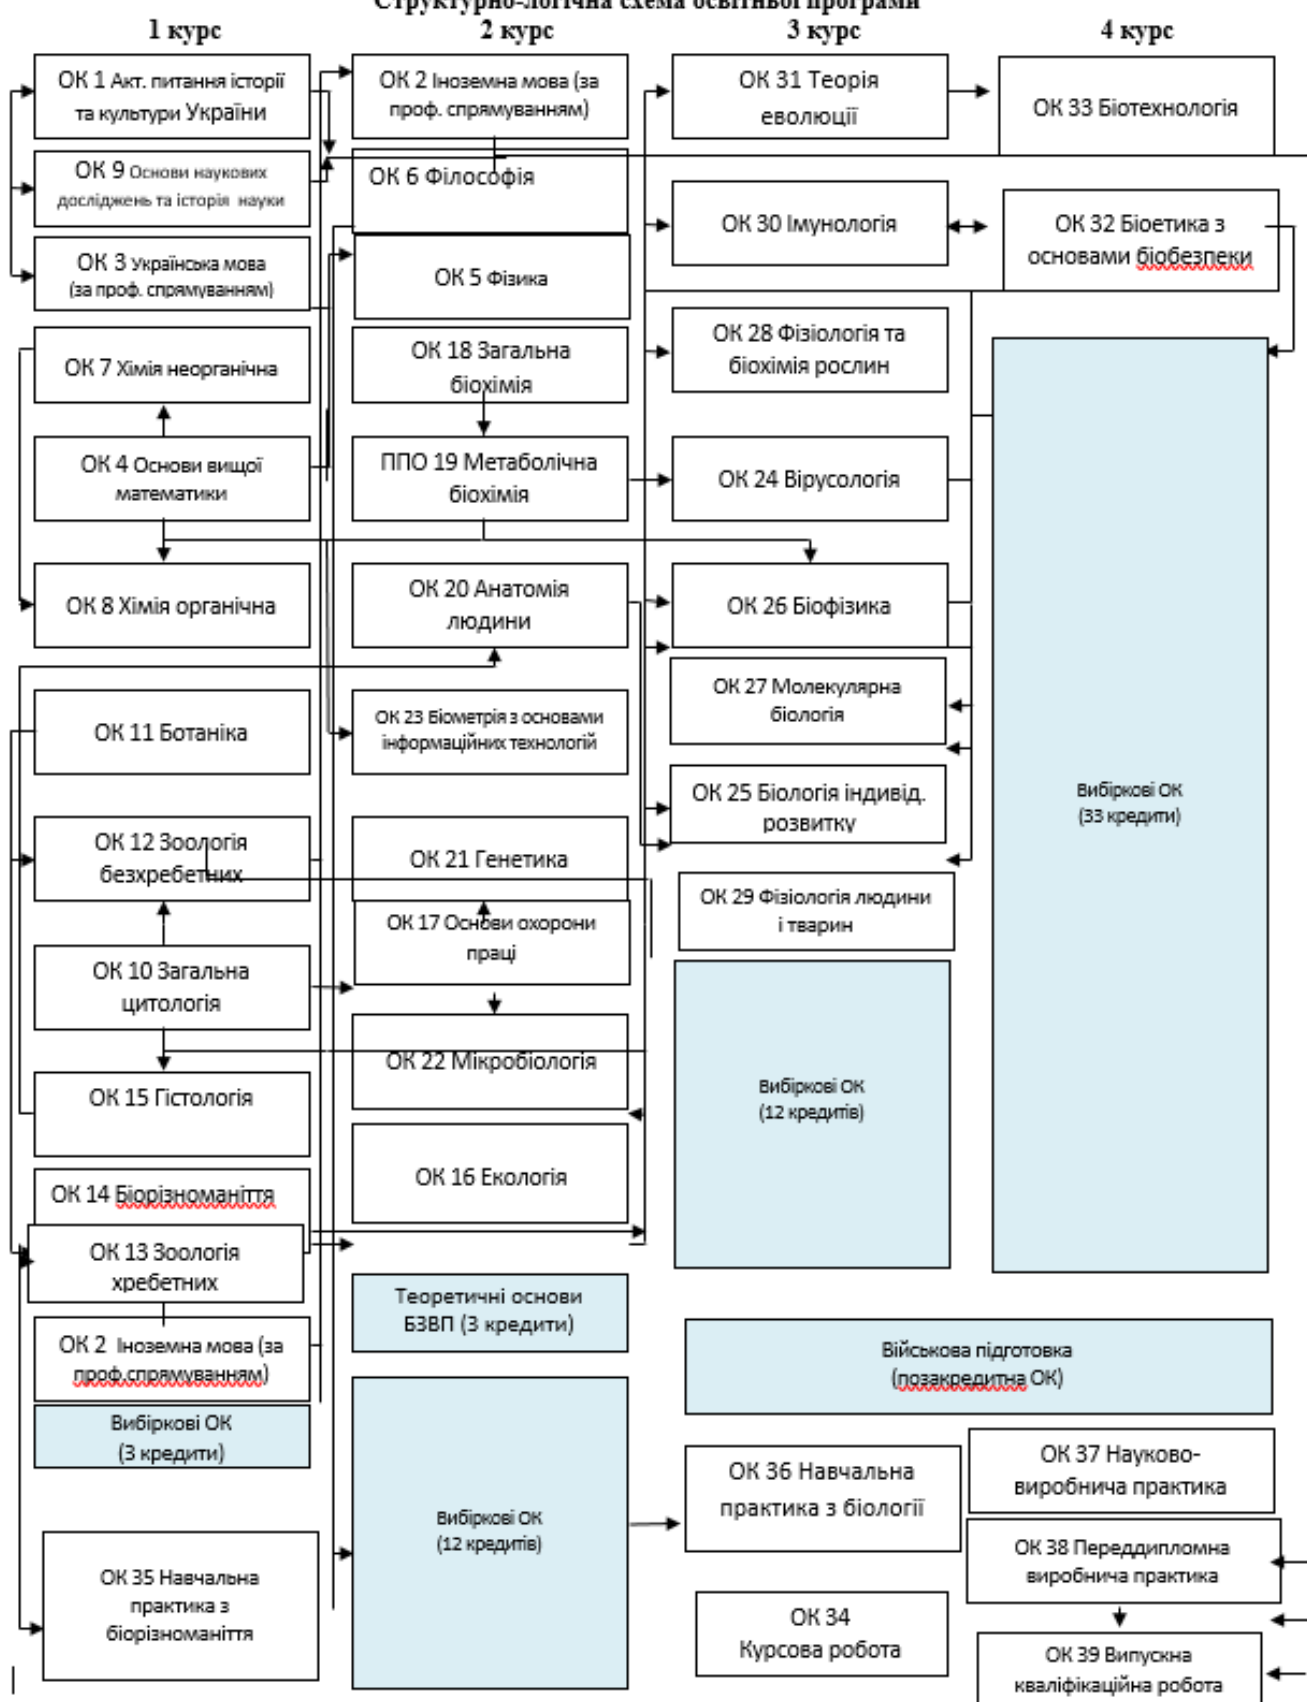 Структурно-логічна схема освітньої програми
1 курс
2 курс
3 курс
4 курс
ОК 1 Акт. питання історії
та культури України
ОК 9 Основи наукових
досліджень та історія науки
ОК 3 Українська мова
(за проф. спрямуванням)
ОК 7 Хімія неорганічна
ОК 4 Основи вищої
математики
ОК 8 Хімія органічна
ОК 11 Ботаніка
ОК 12 Зоологія
безхребетних
ОК 10 Загальна
цитологія
ОК 15 Гістологія
ОК 14 Біорізноманіття
ОК 13 Зоологія
хребетних
ОК 2 Іноземна мова (за
проф.спрямуванням)
Вибіркові ОК
(3 кредити)
ОК 35 Навчальна
практика з
біорізноманіття
ОК 2 Іноземна мова (за
проф. спрямуванням)
ОК 6 Філософія
ОК 5 Фізика
ОК 18 Загальна
біохімія
ППО 19 Метаболічна
біохімія
ОК 20 Анатомія
людини
ОК 23 Біометрія з основами
інформаційних технологій
ОК 21 Генетика
ОК 17 Основи охорони
праці
ОК 22 Мікробіологія
ОК 16 Екологія
Теоретичні основи
БЗВП (3 кредити)
Вибіркові ОК
(12 кредитів)
ОК 31 Теорія
еволюції
ОК 30 Імунологія
ОК 28 Фізіологія та
біохімія рослин
ОК 24 Вірусологія
ОК 26 Біофізика
ОК 27 Молекулярна
біологія
ОК 25 Біологія індивід.
розвитку
ОК 29 Фізіологія людини
і тварин
Вибіркові ОК
(12 кредитів)
Військова підготовка
(позакредитна ОК)
ОК 36 Навчальна
практика з біології
ОК 34
Курсова робота
ОК 33 Біотехнологія
ОК 32 Біоетика з
основами біобезпеки
Вибіркові ОК
(33 кредити)
ОК 37 Науково-
виробнича практика
ОК 38 Переддипломна
виробнича практика
ОК 39 Випускна
кваліфікаційна робота